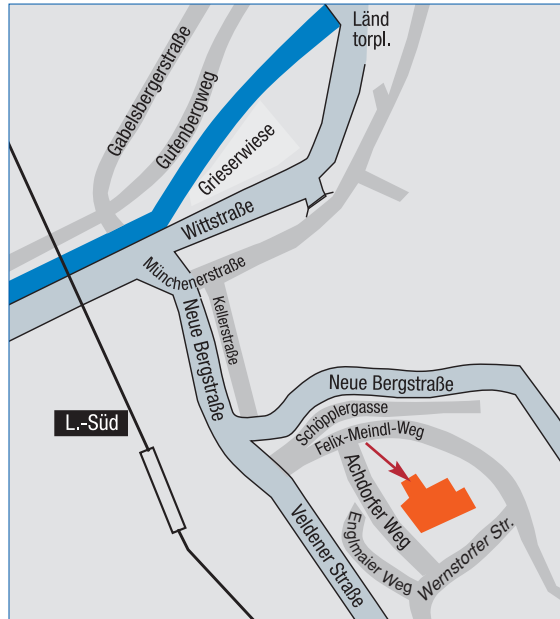 Länd
torpl.
Gabelsbergerstraße
Gutenbergweg
Grieserwiese
Wittstraße
Münchenerstraße
Kellerstraße
Neue Bergstraße
Neue Bergstraße
L.-Süd
Schöpplergasse
Felix-Meindl-Weg
Achdorfer Weg
Englmaier Weg
Wernstorfer Str.
Veldener Straße